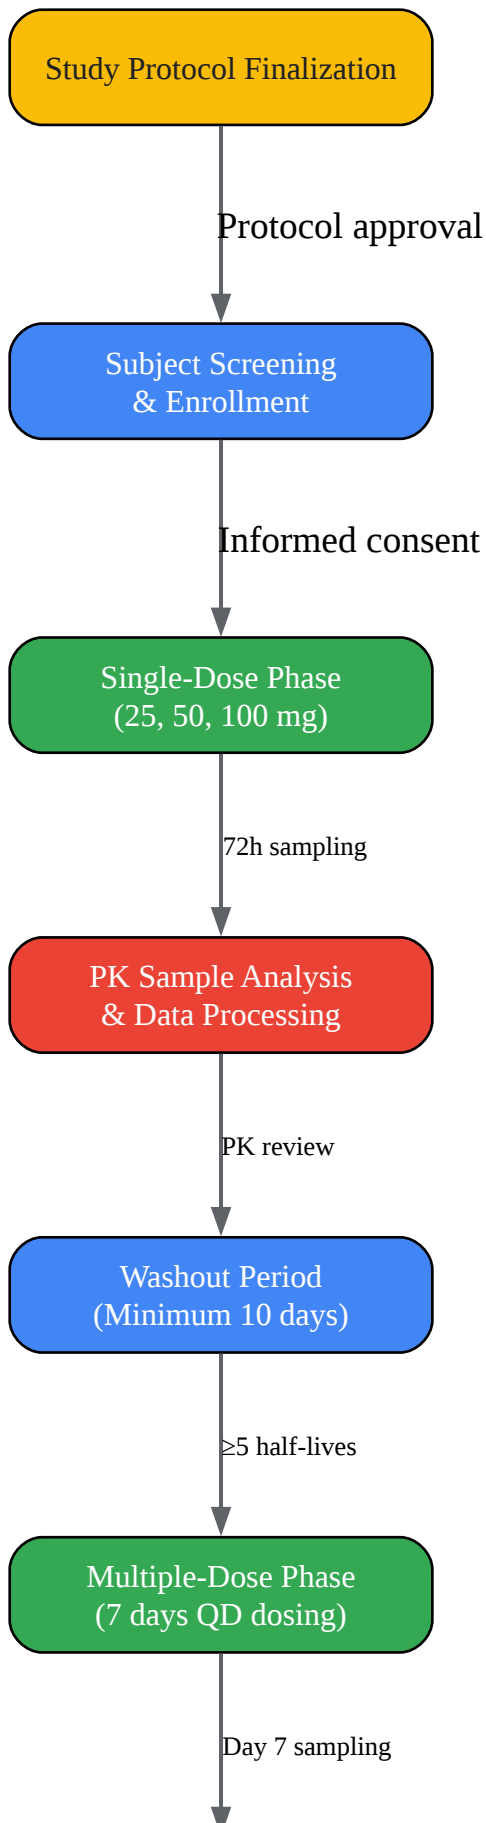 Study Protocol Finalization
Protocol approval
Subject Screening
& Enrollment
Informed consent
Single-Dose Phase
(25, 50, 100 mg)
72h sampling
PK Sample Analysis
& Data Processing
PK review
Washout Period
(Minimum 10 days)
≥5 half-lives
Multiple-Dose Phase
(7 days QD dosing)
Day 7 sampling